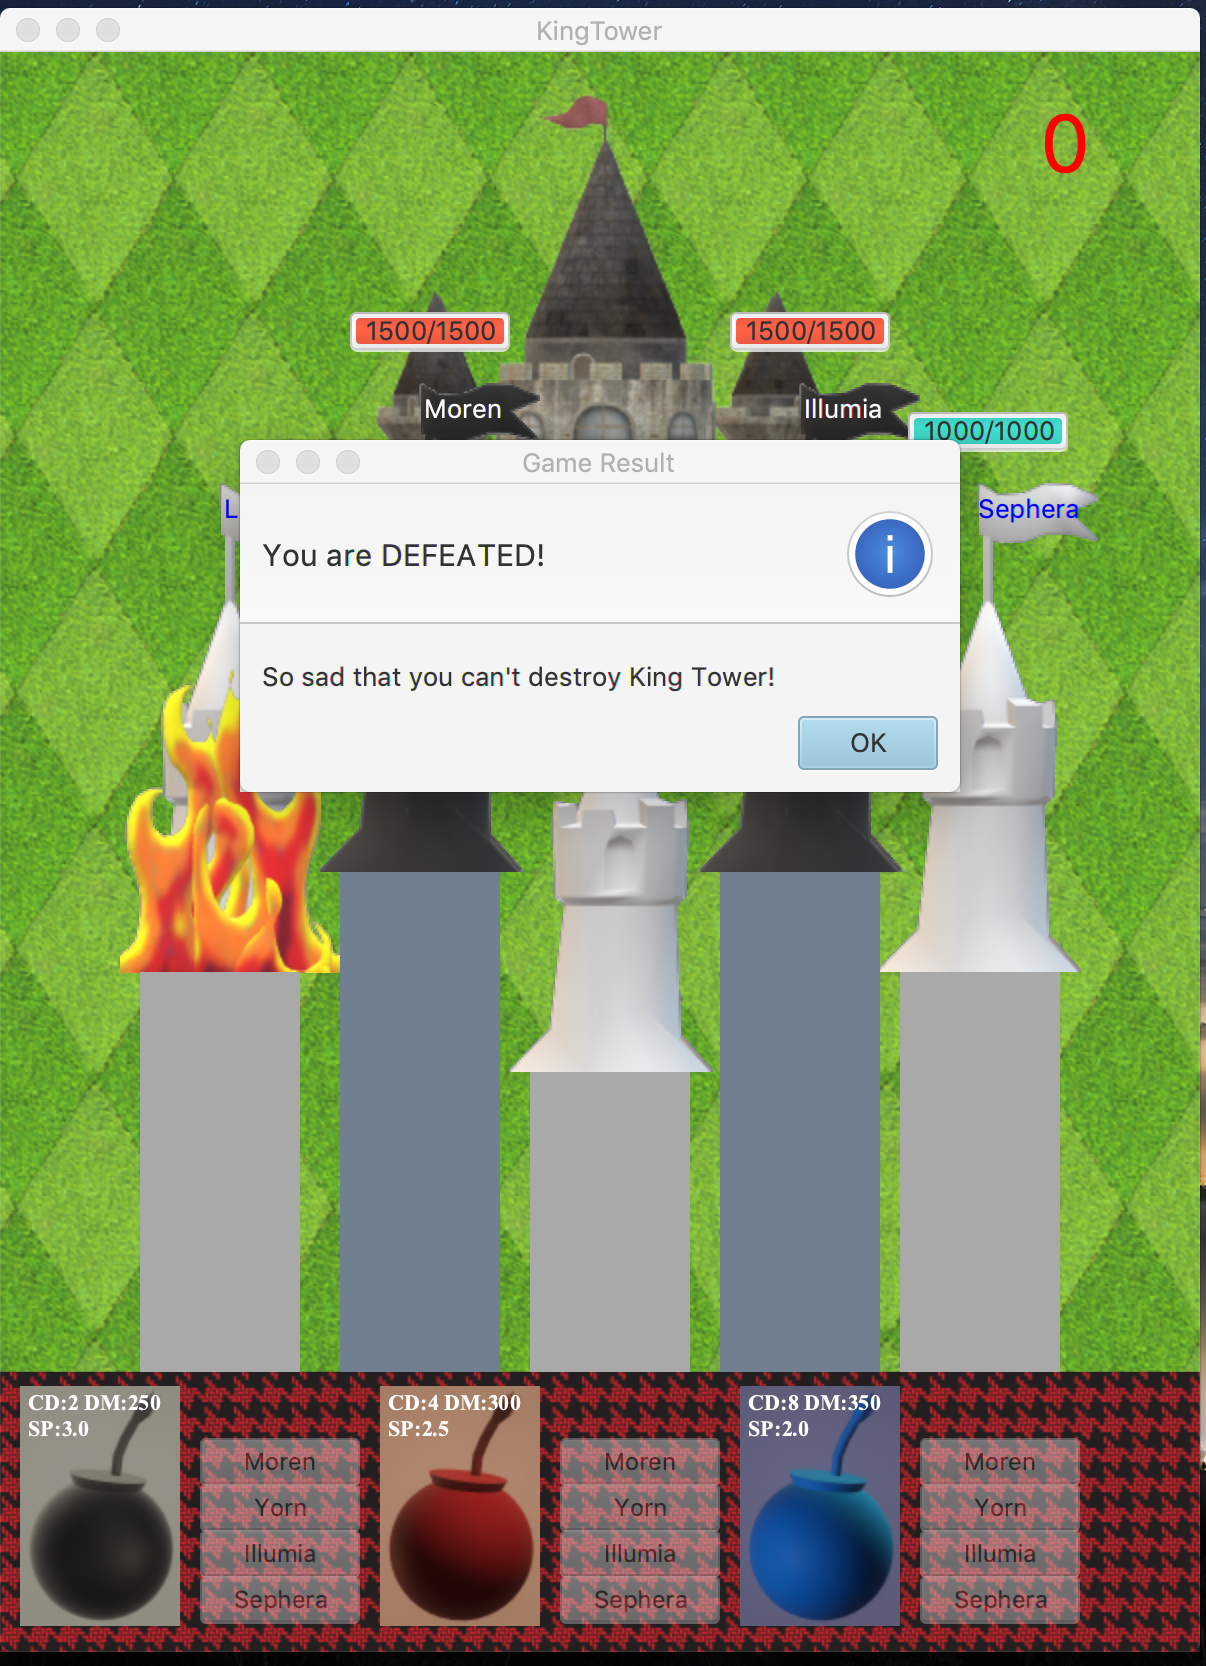 KingTower
0
1500/1500
1500/1500
Moren
Illumia
1000/1000
Game Result
L
Sephera
You are DEFEATED!
i
So sad that you can't destroy King Tower!
OK
CD:2 DM:250
SP:3.0
Moren
Yorn
Illumia
Sephera
CD:4 DM:300
SP:2.5
Moren
Yorn
Illumia
Sephera
CD:8 DM:350
SP:2.0
Moren
Yorn
Illumia
Sephera